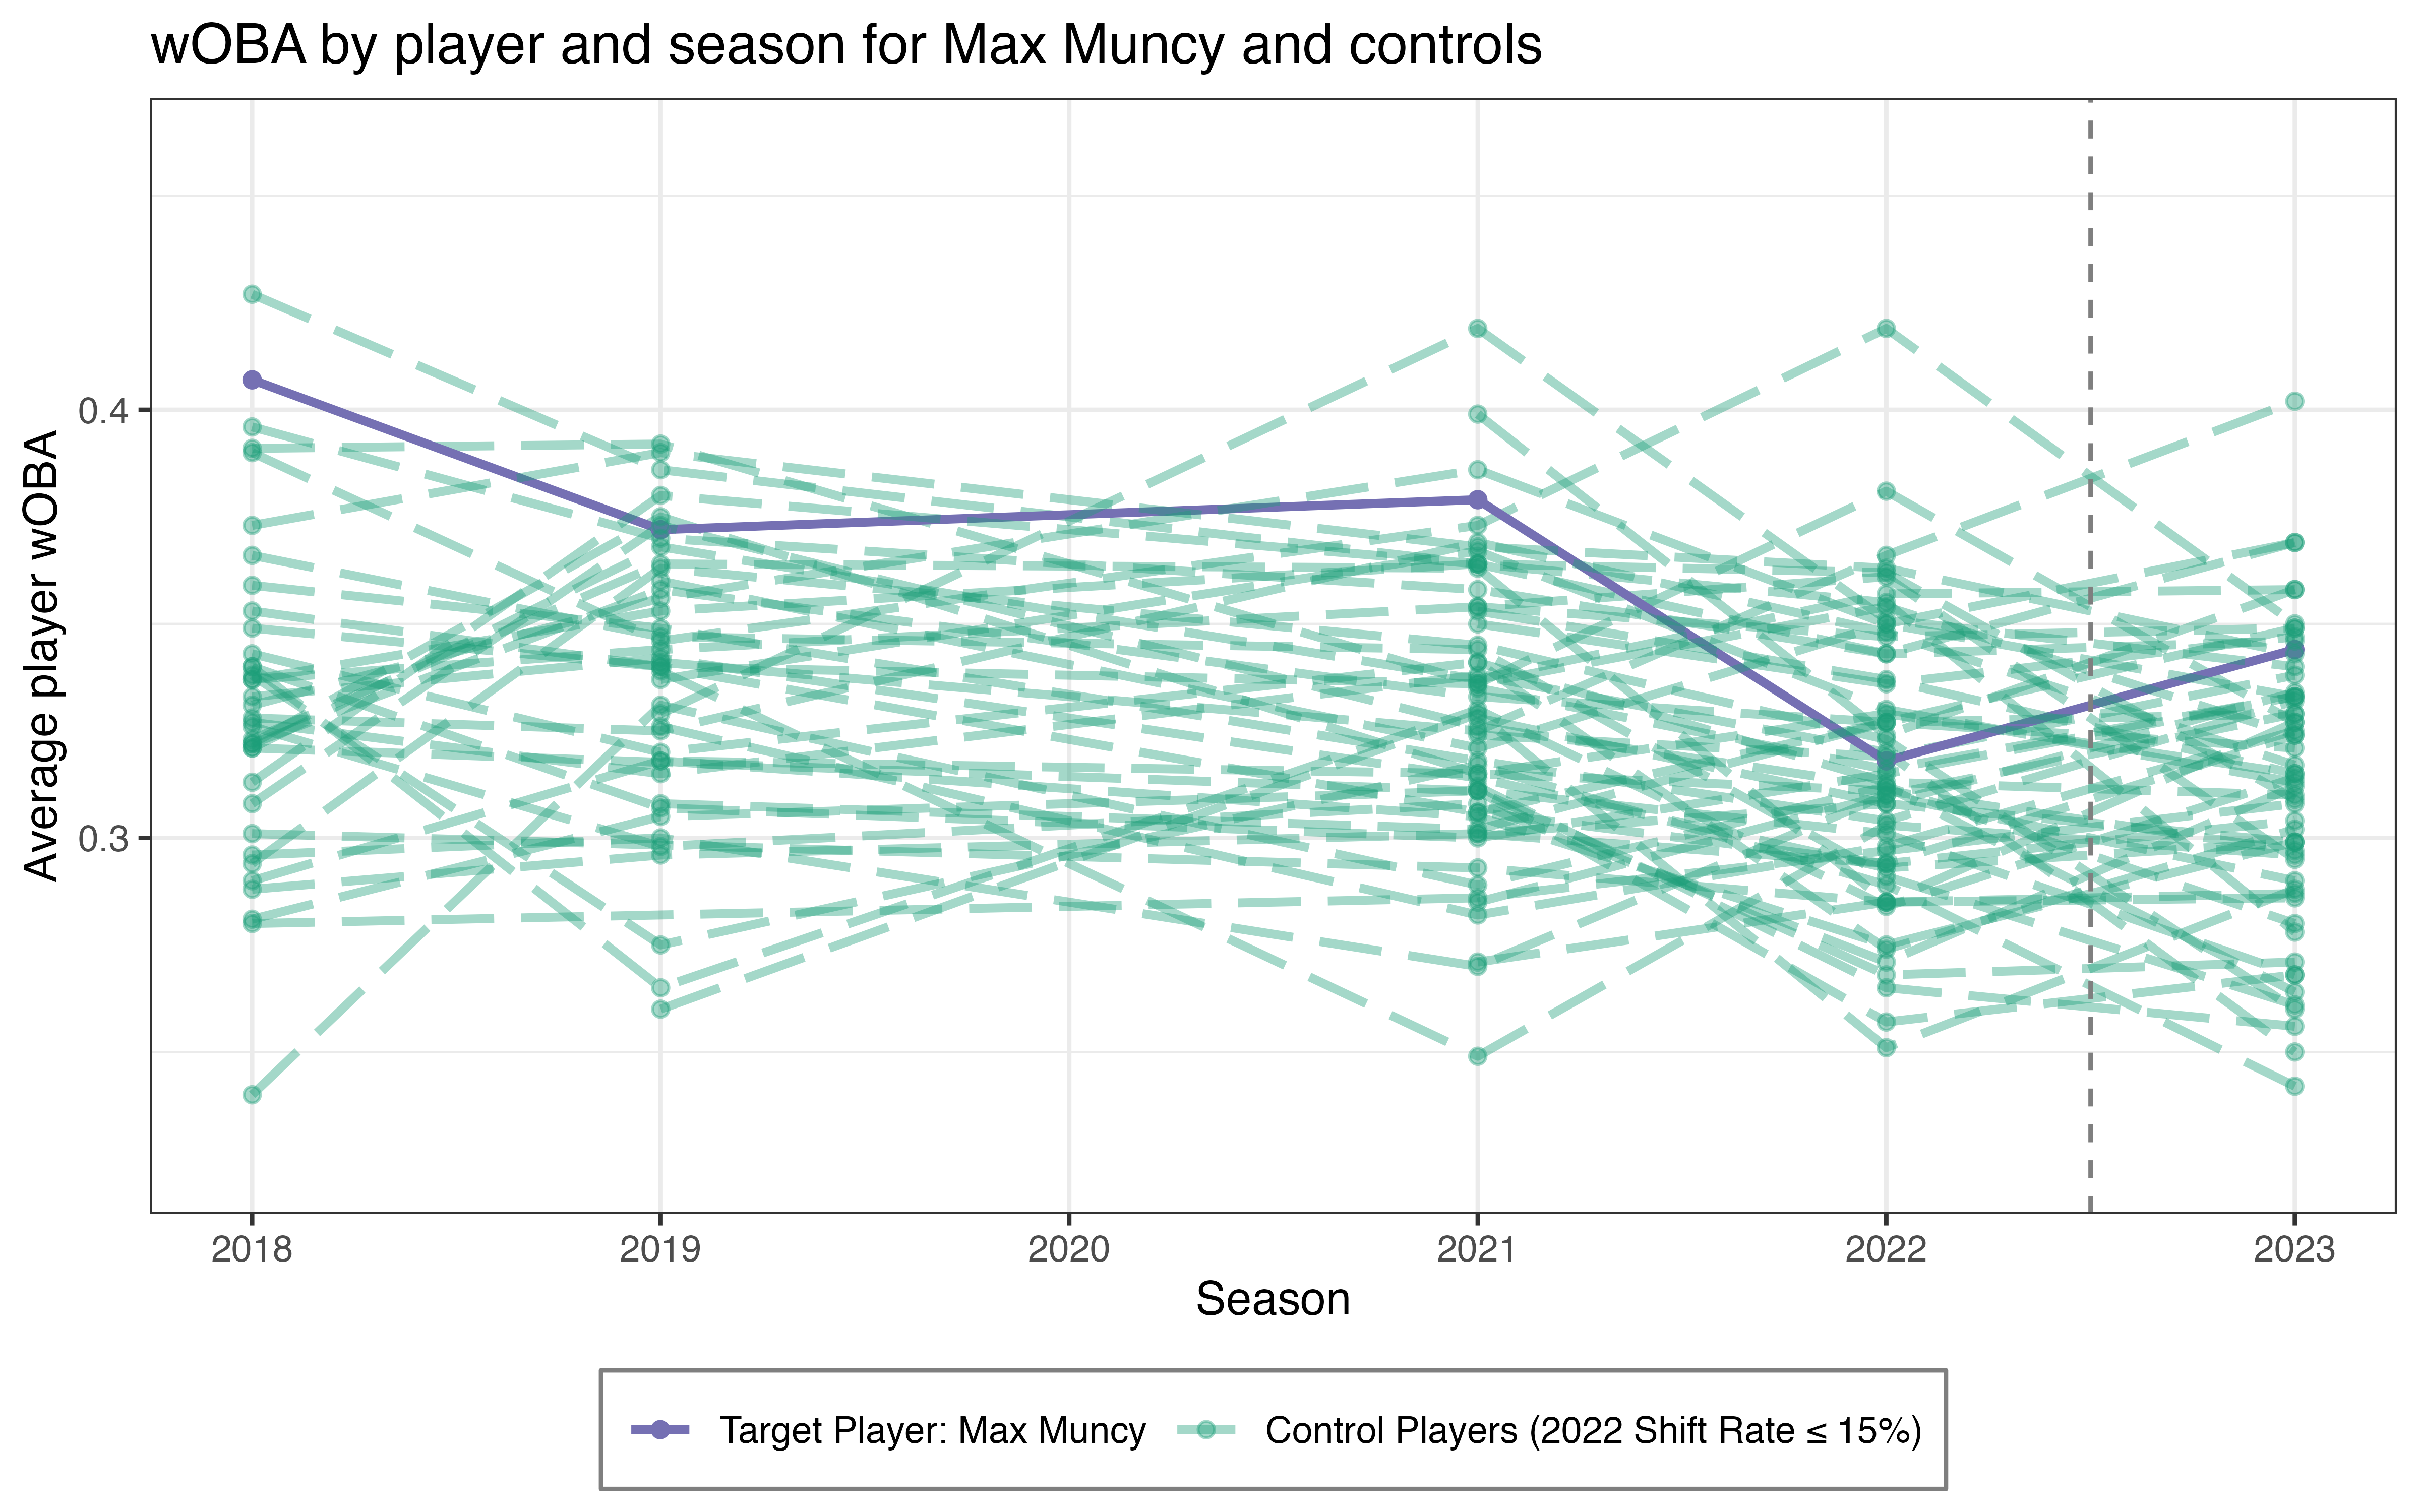 wOBA by player and season for Max Muncy and controls
Average player wOBA
0.4
0.3
2018 2019 2020 2021 2022 2023
Season
Target Player: Max Muncy Control Players (2022 Shift Rate ≤ 15%)